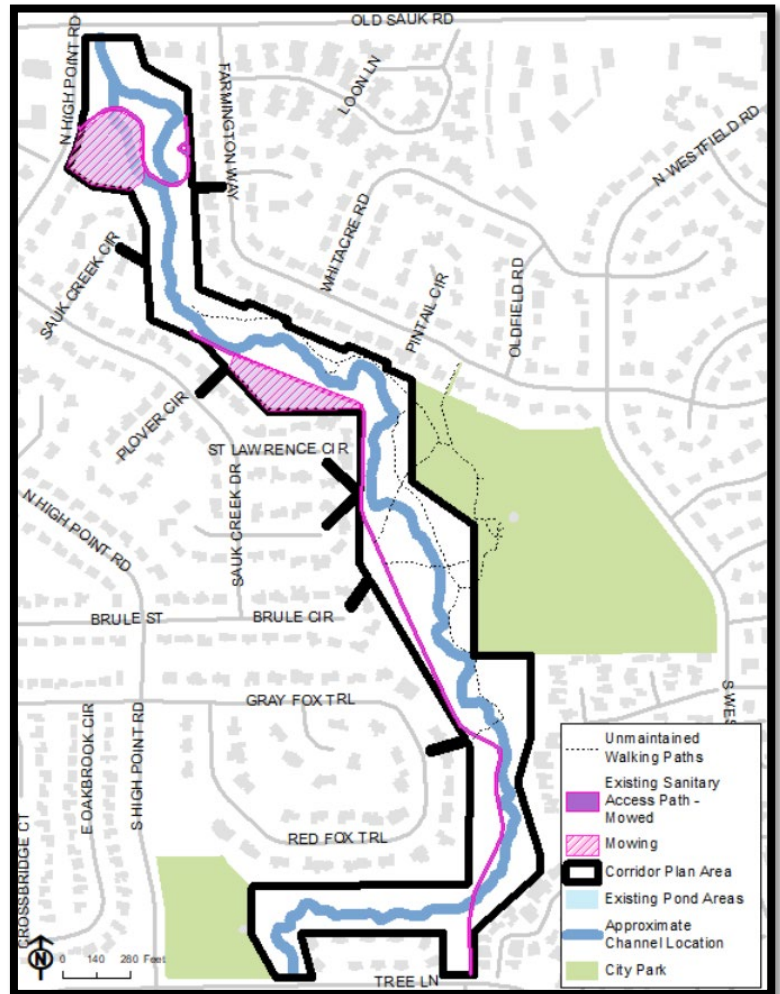 OLD SAUK RD
N HIGH POINT RD
FARMINGTON WAY
LOON LN
N WESTFIELD RD
WHITACRE RD
SAUK CREEK CIR
PINTAIL CIR
OLDFIELD RD
PLOVER CIR
ST LAWRENCE CIR
SAUK CREEK DR
N HIGH POINT RD
BRULE ST
BRULE CIR
GRAY FOX TRL
E OAKBROOK CIR
S HIGH POINT RD
S WES
RED FOX TRL
CROSSBRIDGE CT
TREE LN
Unmaintained
Walking Paths
Existing Sanitary
Access Path -
Mowed
Mowing
Corridor Plan Area
Existing Pond Areas
Approximate
Channel Location
City Park
N
0 140 280 Feet